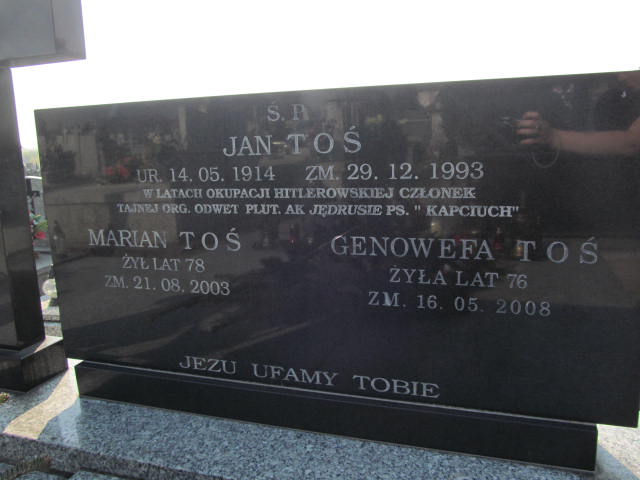 Ś.P.
JAN TOŚ
UR. 14.05.1914 ZM. 29.12.1993
W LATACH OKUPACJI HITLEROWSKIEJ CZŁONEK
TAJNEJ ORG. ODWET PLUT. AK JĘDRUSIE PS. "KAPCIUCH"
MARIAN TOŚ
ŻYŁ LAT 78
ZM. 21.08.2003
GENOWEFA TOŚ
ŻYŁA LAT 76
ZM. 16.05.2008
JEZU UFAMY TOBIE